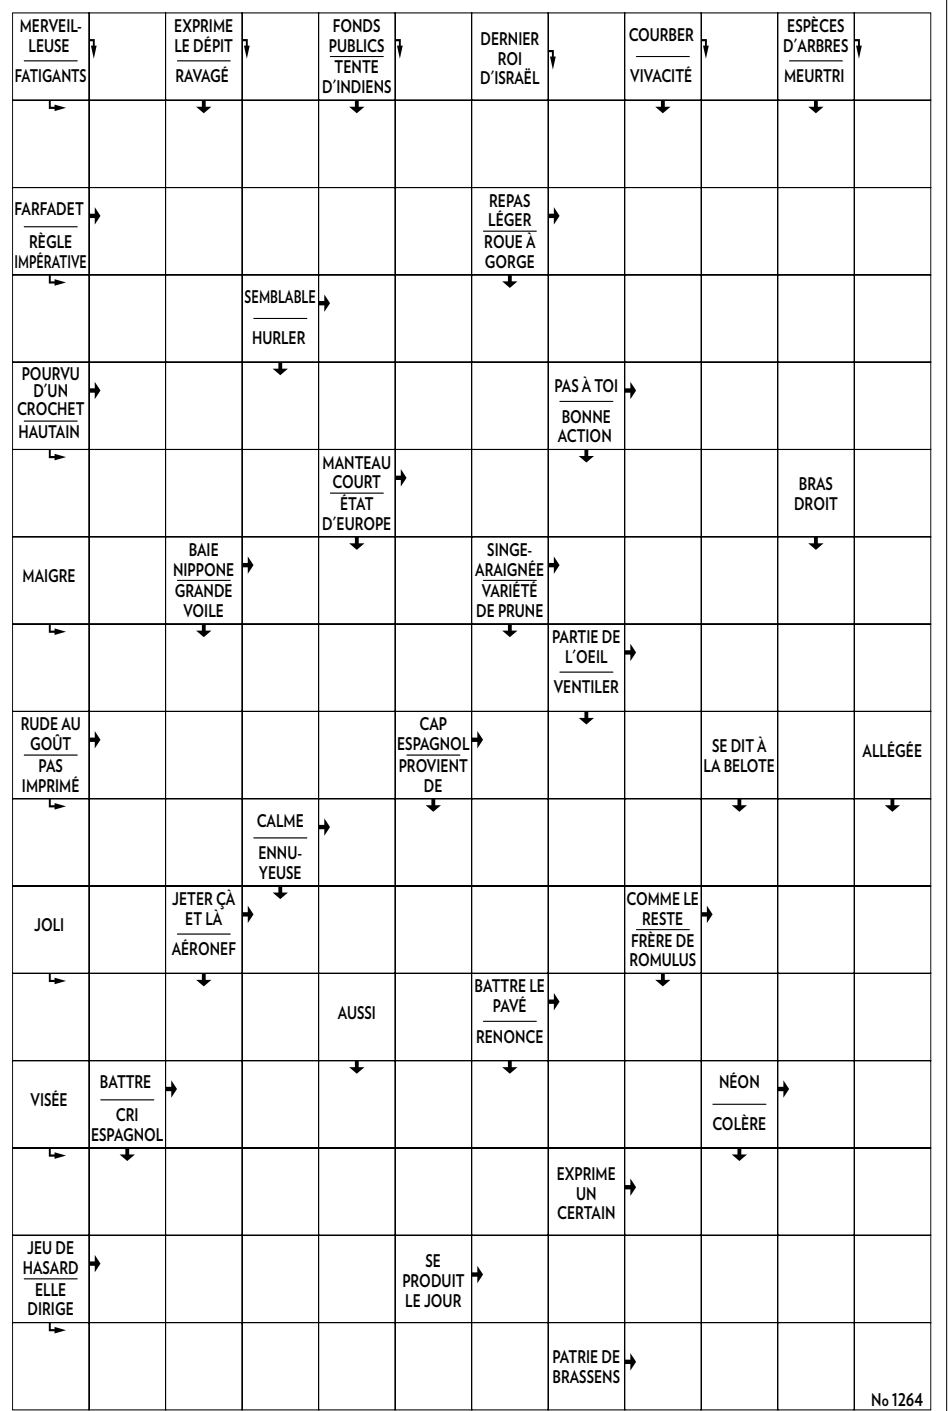 MERVEIL-
LEUSE
FATIGANTS
EXPRIME
LE DÉPIT
RAVAGÉ
FONDS
PUBLICS
TENTE
D'INDIENS
DERNIER
ROI
D'ISRAËL
COURBER
VIVACITÉ
ESPÈCES
D'ARBRES
MEURTRI
FARFADET
RÈGLE
IMPÉRATIVE
REPAS
LÉGER
ROUE À
GORGE
SEMBLABLE
HURLER
POURVU
D'UN
CROCHET
HAUTAIN
PAS À TOI
BONNE
ACTION
MANTEAU
COURT
ÉTAT
D'EUROPE
BRAS
DROIT
MAIGRE
BAIE
NIPPONE
GRANDE
VOILE
SINGE-
ARAIGNÉE
VARIÉTÉ
DE PRUNE
PARTIE DE
L'OEIL
VENTILER
RUDE AU
GOÛT
PAS
IMPRIMÉ
CAP
ESPAGNOL
PROVIENT
DE
SE DIT À
LA BELOTE
ALLÉGÉE
CALME
ENNU-
YEUSE
JOLI
JETER ÇÀ
ET LÀ
AÉRONEF
COMME LE
RESTE
FRÈRE DE
ROMULUS
AUSSI
BATTRE LE
PAVÉ
RENONCE
VISÉE
BATTRE
CRI
ESPAGNOL
NÉON
COLÈRE
EXPRIME
UN
CERTAIN
JEU DE
HASARD
ELLE
DIRIGE
SE
PRODUIT
LE JOUR
PATRIE DE
BRASSENS
No 1264